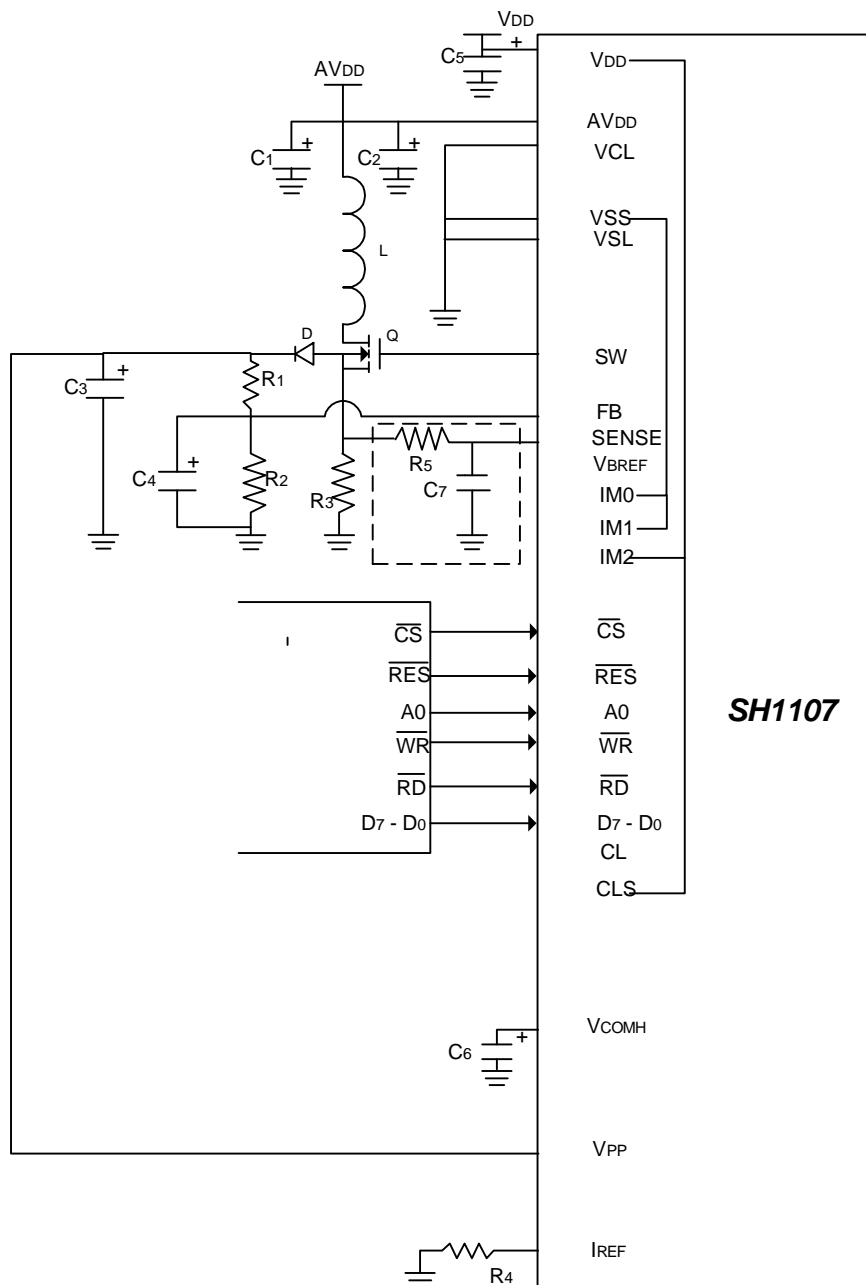 VDD
C5 +
VDD
AVDD
AVDD
C1 +
C2 +
VCL
VSS
VSL
L
D
Q
SW
C3 +
R1
FB
SENSE
VBREF
C4 +
R2
R3
R5
C7
IM0
IM1
IM2
CS
CS
RES
RES
A0
A0
SH1107
WR
WR
RD
RD
D7 - D0
D7 - D0
CL
CLS
VCOMH
C6 +
VPP
IREF
R4